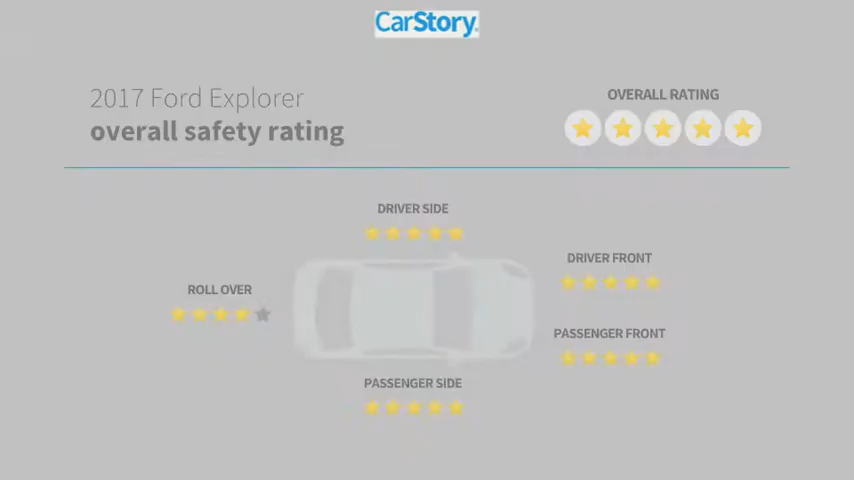 CarStory.
2017 Ford Explorer
overall safety rating
OVERALL RATING
DRIVER SIDE
DRIVER FRONT
ROLL OVER
PASSENGER FRONT
PASSENGER SIDE